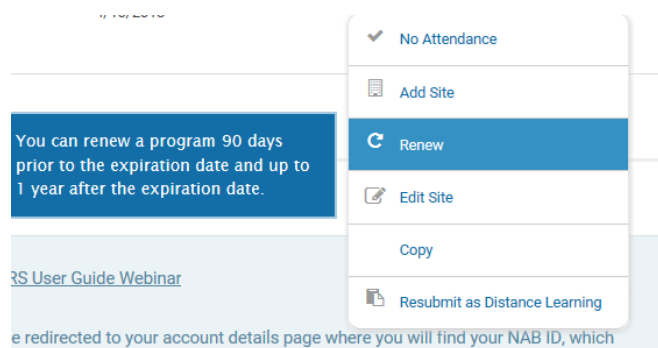 No Attendance
Add Site
You can renew a program 90 days
prior to the expiration date and up to
1 year after the expiration date.
Renew
Edit Site
Copy
RS User Guide Webinar
Resubmit as Distance Learning
e redirected to your account details page where you will find your NAB ID, which